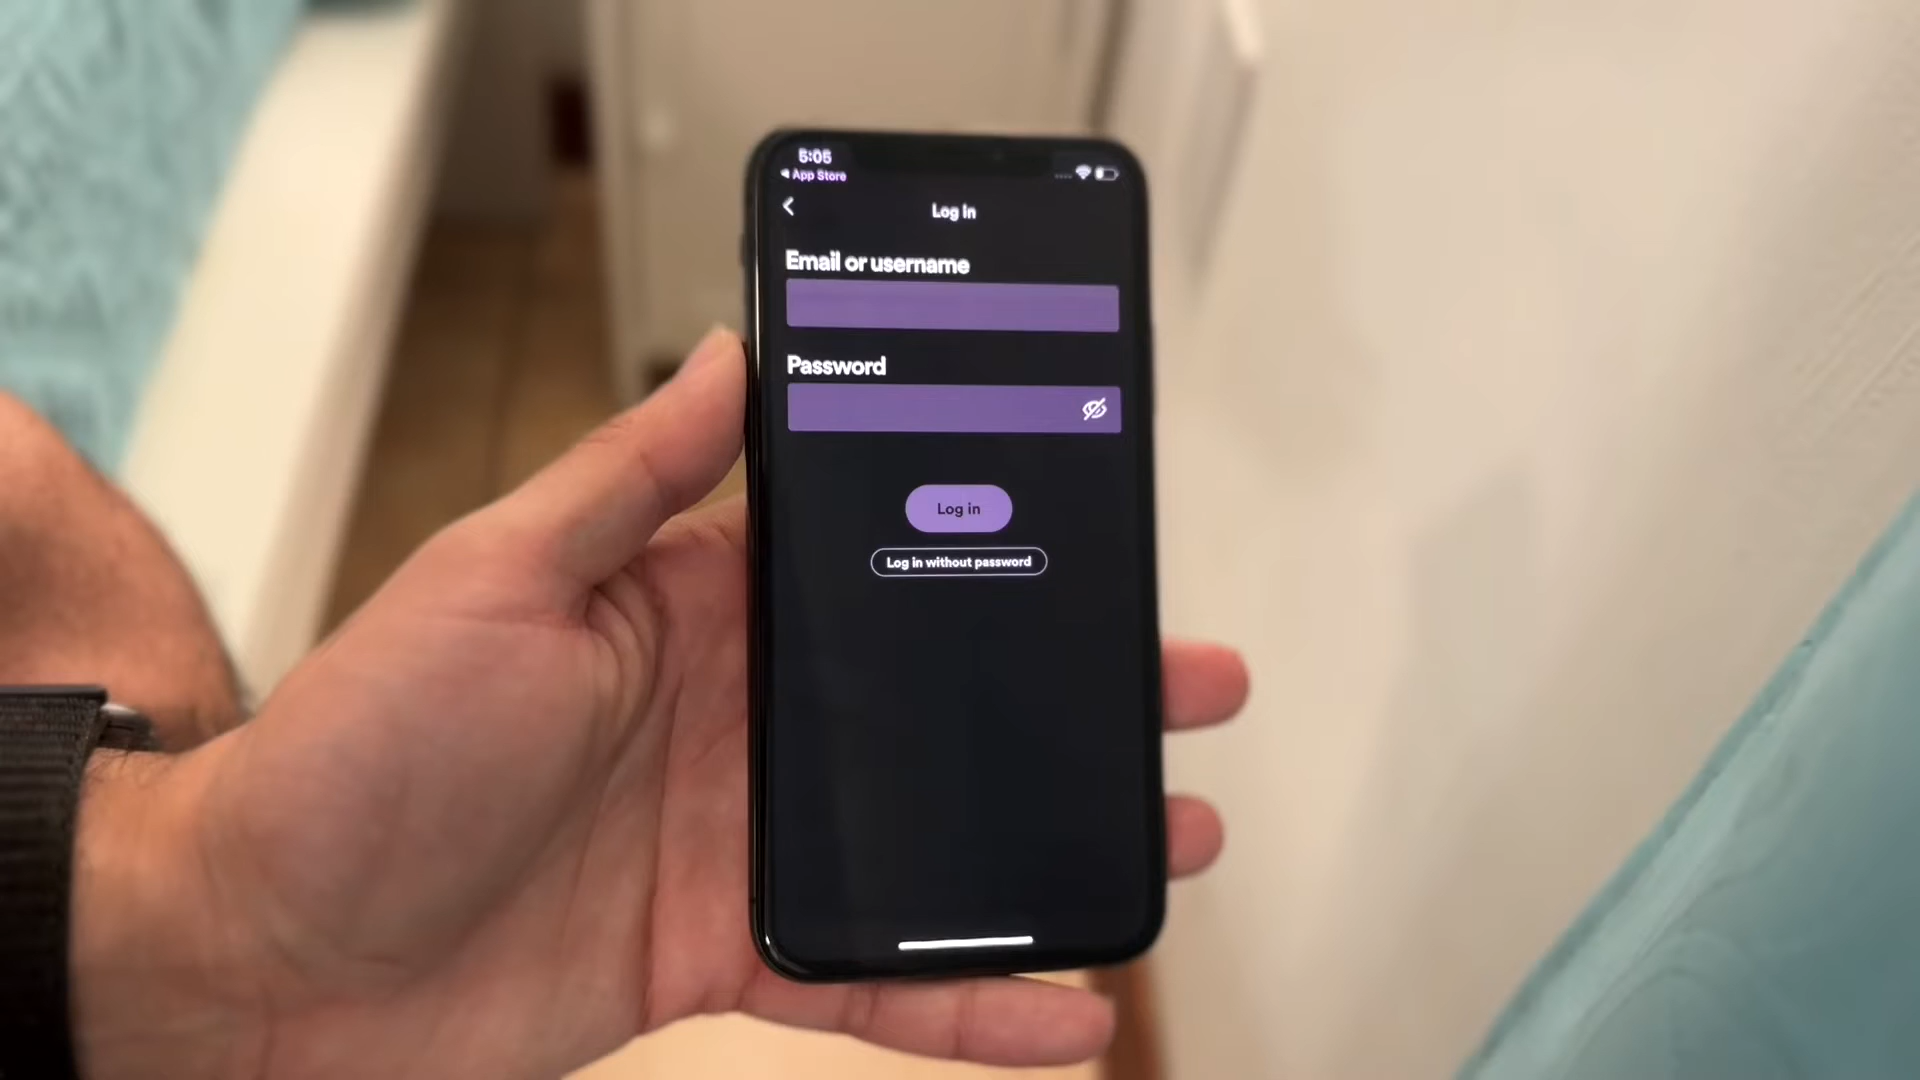 5:05
App Store
Log In
Email or username
Password
Log in
Log in without password